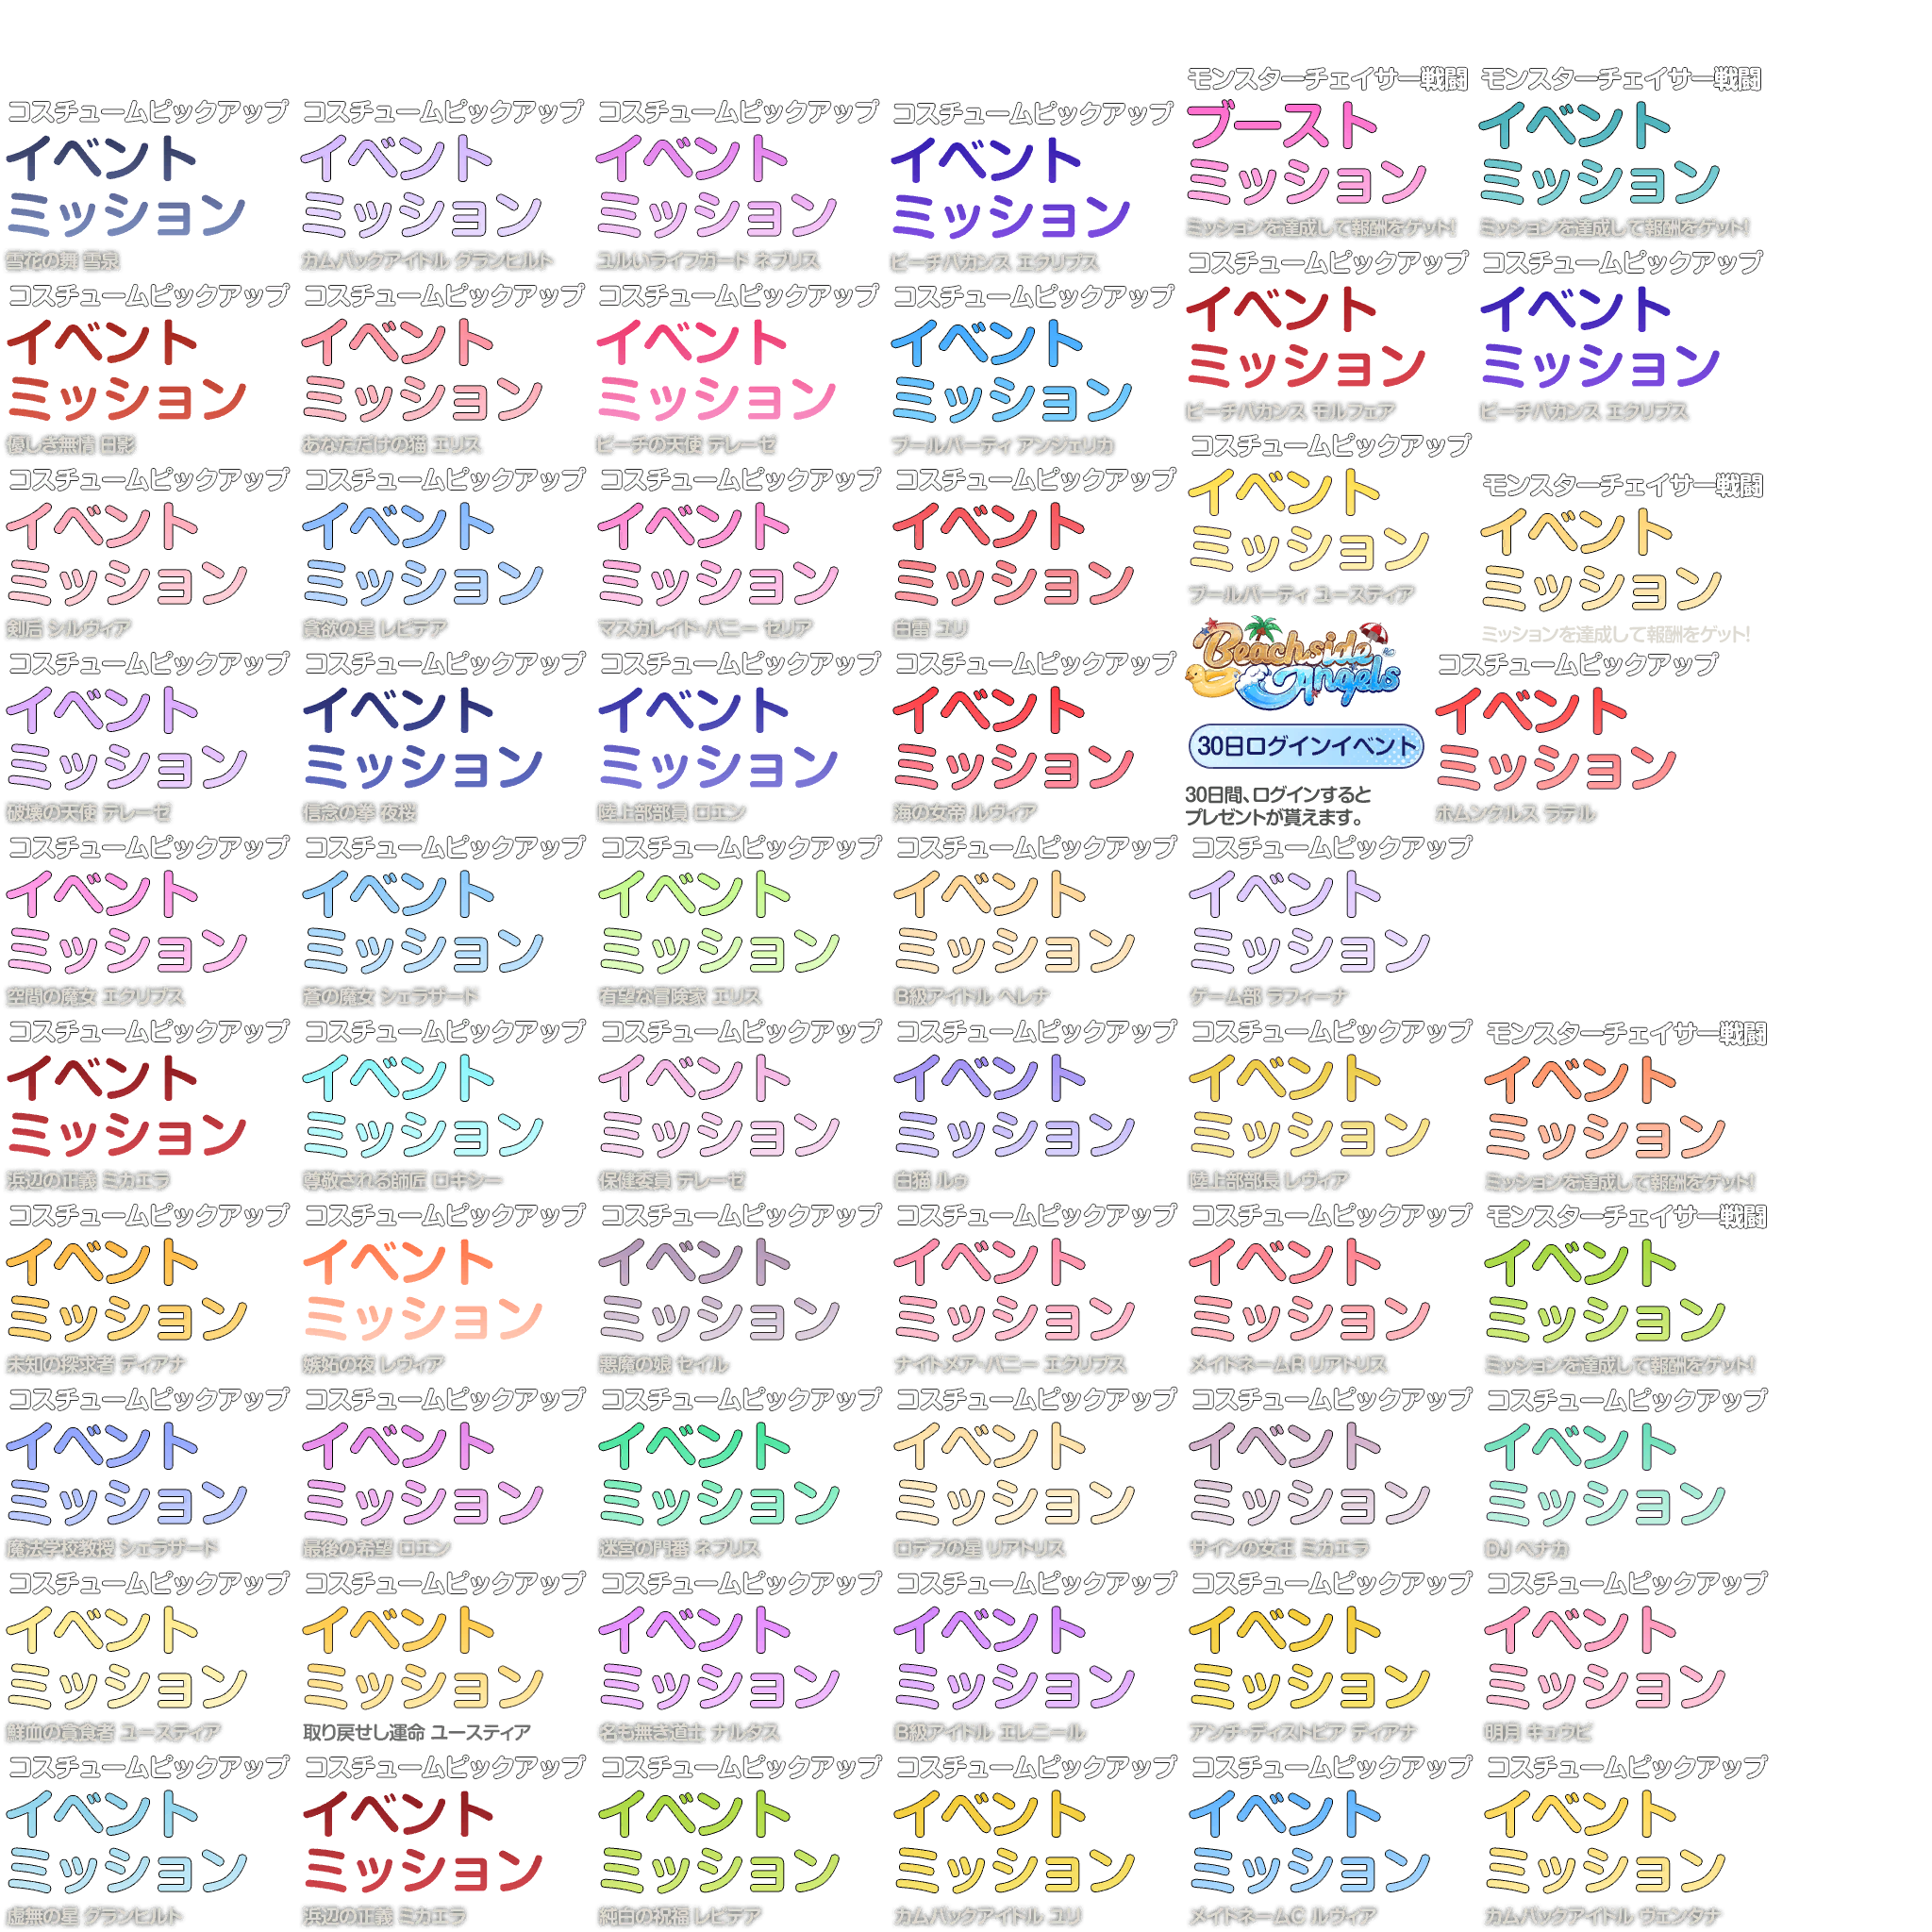 コスチュームピックアップ
イベント
ミッション
雪花の舞 雪泉
コスチュームピックアップ
イベント
ミッション
カムバックアイドル グランヒルト
コスチュームピックアップ
イベント
ミッション
ユルいライフガード ネブリス
コスチュームピックアップ
イベント
ミッション
ビーチバカンス エクリプス
モンスターチェイサー戦闘
ブースト
ミッション
ミッションを達成して報酬をゲット!
モンスターチェイサー戦闘
イベント
ミッション
ミッションを達成して報酬をゲット!
コスチュームピックアップ
イベント
ミッション
優しき無情 日影
コスチュームピックアップ
イベント
ミッション
あなただけの猫 エリス
コスチュームピックアップ
イベント
ミッション
ビーチの天使 テレーゼ
コスチュームピックアップ
イベント
ミッション
プールパーティ アンジェリカ
コスチュームピックアップ
イベント
ミッション
ビーチバカンス モルフェア
コスチュームピックアップ
イベント
ミッション
ビーチバカンス エクリプス
コスチュームピックアップ
イベント
ミッション
剣后 シルヴィア
コスチュームピックアップ
イベント
ミッション
貪欲の星 レビテア
コスチュームピックアップ
イベント
ミッション
マスカレイド・バニー セリア
コスチュームピックアップ
イベント
ミッション
白雷 ユリ
コスチュームピックアップ
イベント
ミッション
プールパーティ ユースティア
モンスターチェイサー戦闘
イベント
ミッション
ミッションを達成して報酬をゲット!
コスチュームピックアップ
イベント
ミッション
破壊の天使 テレーゼ
コスチュームピックアップ
イベント
ミッション
信念の拳 夜桜
コスチュームピックアップ
イベント
ミッション
陸上部部員 ロエン
コスチュームピックアップ
イベント
ミッション
海の女帝 ルヴィア
Beachside
Angels
30日ログインイベント
30日間、ログインすると
プレゼントが貰えます。
コスチュームピックアップ
イベント
ミッション
ホムンクルス ラテル
コスチュームピックアップ
イベント
ミッション
空間の魔女 エクリプス
コスチュームピックアップ
イベント
ミッション
蒼の魔女 シェラザード
コスチュームピックアップ
イベント
ミッション
有望な冒険家 エリス
コスチュームピックアップ
イベント
ミッション
B級アイドル ヘレナ
コスチュームピックアップ
イベント
ミッション
ゲーム部 ラフィーナ
コスチュームピックアップ
イベント
ミッション
浜辺の正義 ミカエラ
コスチュームピックアップ
イベント
ミッション
尊敬される師匠 ロキシー
コスチュームピックアップ
イベント
ミッション
保健委員 テレーゼ
コスチュームピックアップ
イベント
ミッション
白猫 ルゥ
コスチュームピックアップ
イベント
ミッション
陸上部部長 レヴィア
モンスターチェイサー戦闘
イベント
ミッション
ミッションを達成して報酬をゲット!
コスチュームピックアップ
イベント
ミッション
未知の探求者 ディアナ
コスチュームピックアップ
イベント
ミッション
嫉妬の夜 レヴィア
コスチュームピックアップ
イベント
ミッション
悪魔の娘 セイル
コスチュームピックアップ
イベント
ミッション
ナイトメア・バニー エクリプス
コスチュームピックアップ
イベント
ミッション
メイドネームR リアトリス
モンスターチェイサー戦闘
イベント
ミッション
ミッションを達成して報酬をゲット!
コスチュームピックアップ
イベント
ミッション
魔法学校教授 シェラザード
コスチュームピックアップ
イベント
ミッション
最後の希望 ロエン
コスチュームピックアップ
イベント
ミッション
迷宮の門番 ネブリス
コスチュームピックアップ
イベント
ミッション
ロデブの星 リアトリス
コスチュームピックアップ
イベント
ミッション
サインの女王 ミカエラ
コスチュームピックアップ
イベント
ミッション
DJ ヘナカ
コスチュームピックアップ
イベント
ミッション
鮮血の貪食者 ユースティア
コスチュームピックアップ
イベント
ミッション
取り戻せし運命 ユースティア
コスチュームピックアップ
イベント
ミッション
名も無き道士 ナルタス
コスチュームピックアップ
イベント
ミッション
B級アイドル エレニール
コスチュームピックアップ
イベント
ミッション
アンチ・ディストピア ディアナ
コスチュームピックアップ
イベント
ミッション
明月 キュウビ
コスチュームピックアップ
イベント
ミッション
虚無の星 グランヒルト
コスチュームピックアップ
イベント
ミッション
浜辺の正義 ミカエラ
コスチュームピックアップ
イベント
ミッション
純白の祝福 レビテア
コスチュームピックアップ
イベント
ミッション
カムバックアイドル ユリ
コスチュームピックアップ
イベント
ミッション
メイドネームC ルヴィア
コスチュームピックアップ
イベント
ミッション
カムバックアイドル ヴェンタナ